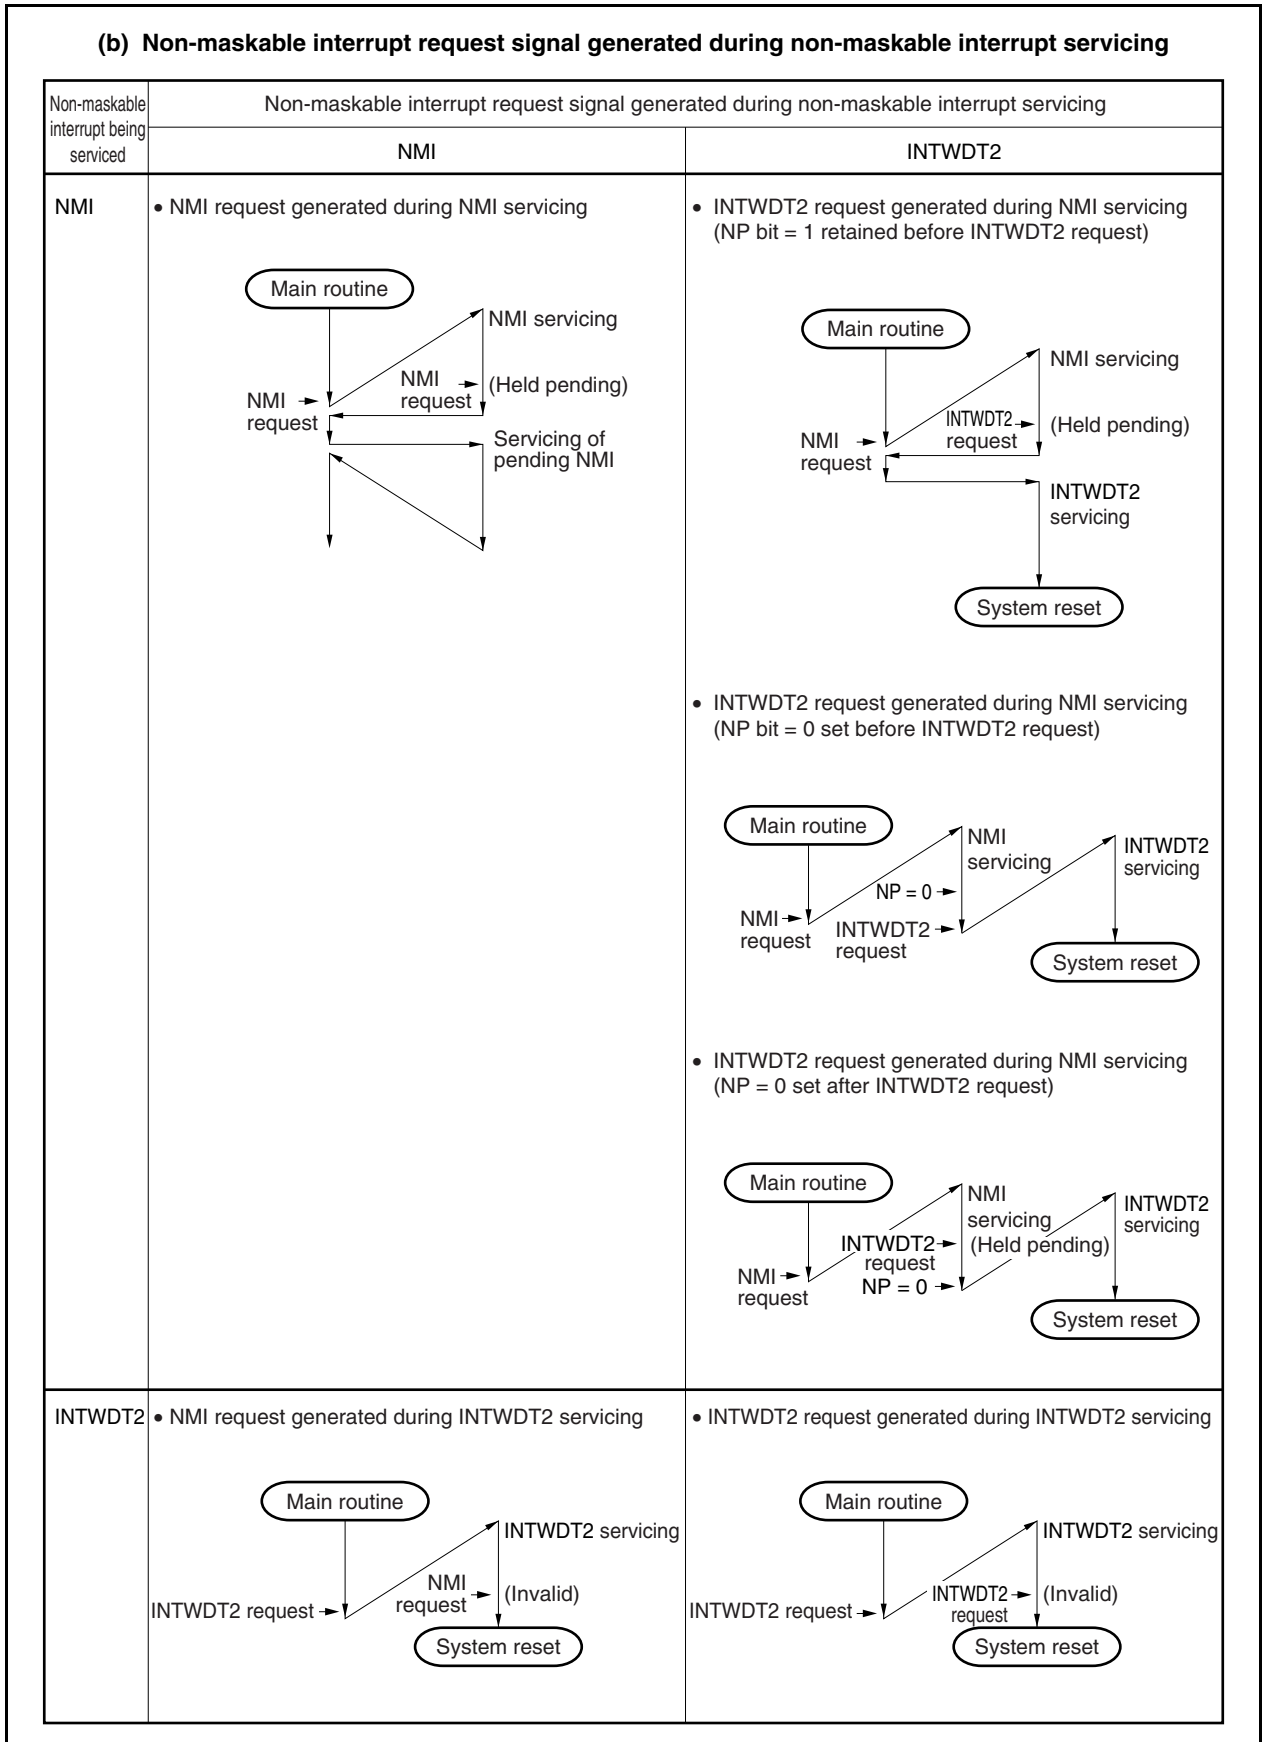 (b) Non-maskable interrupt request signal generated during non-maskable interrupt servicing
Non-maskable
interrupt being
serviced
Non-maskable interrupt request signal generated during non-maskable interrupt servicing
NMI
INTWDT2
NMI
• NMI request generated during NMI servicing
Main routine
NMI servicing
NMI
request
(Held pending)
NMI
request
Servicing of
pending NMI
• INTWDT2 request generated during NMI servicing
(NP bit = 1 retained before INTWDT2 request)
Main routine
NMI servicing
INTWDT2
request
(Held pending)
NMI
request
INTWDT2
servicing
System reset
• INTWDT2 request generated during NMI servicing
(NP bit = 0 set before INTWDT2 request)
Main routine
NMI
servicing
INTWDT2
servicing
NP = 0
NMI
request
INTWDT2
request
System reset
• INTWDT2 request generated during NMI servicing
(NP = 0 set after INTWDT2 request)
Main routine
NMI
servicing
INTWDT2
servicing
INTWDT2
request
(Held pending)
NMI
request
NP = 0
System reset
INTWDT2
• NMI request generated during INTWDT2 servicing
Main routine
INTWDT2 servicing
NMI
request
(Invalid)
INTWDT2 request
System reset
• INTWDT2 request generated during INTWDT2 servicing
Main routine
INTWDT2 servicing
INTWDT2
request
(Invalid)
INTWDT2 request
System reset